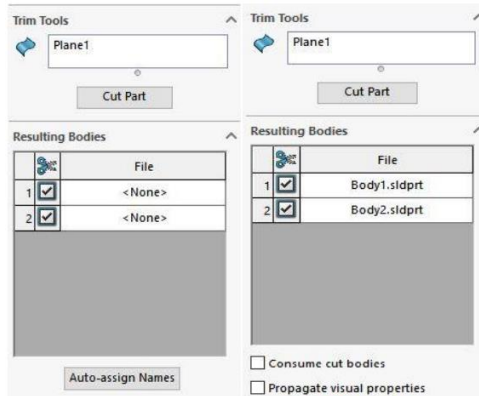 Trim Tools
Plane1
Cut Part
Resulting Bodies
File
1 <None>
2 <None>
Auto-assign Names
Trim Tools
Plane1
Cut Part
Resulting Bodies
File
1 Body1.sldprt
2 Body2.sldprt
Consume cut bodies
Propagate visual properties